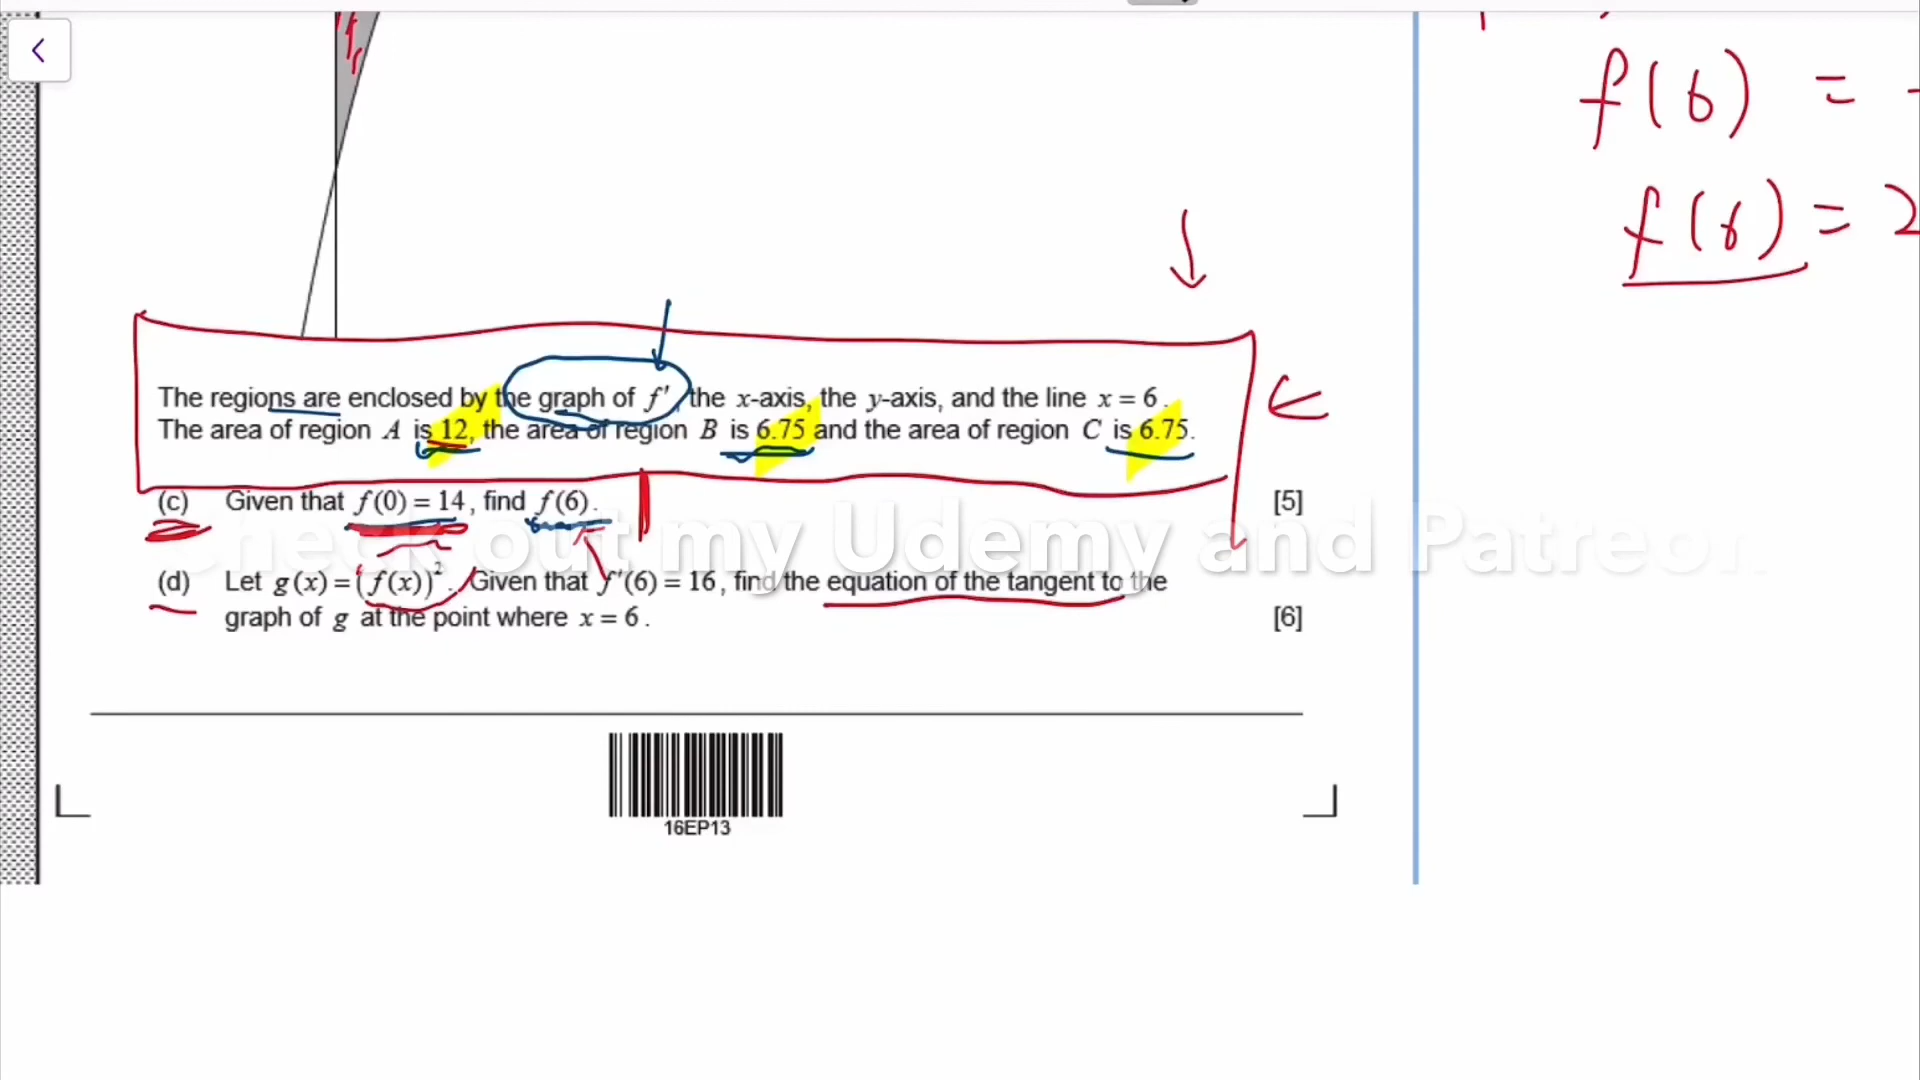 f(6) =
f(6) = 2
The regions are enclosed by the graph of f′, the x-axis, the y-axis, and the line x = 6.
The area of region A is 12, the area of region B is 6.75 and the area of region C is 6.75.
(c) Given that f(0) = 14, find f(6). [5]
Check out my Udemy and Patreon
(d) Let g(x) = (f(x))². Given that f′(6) = 16, find the equation of the tangent to the
graph of g at the point where x = 6. [6]
16EP13